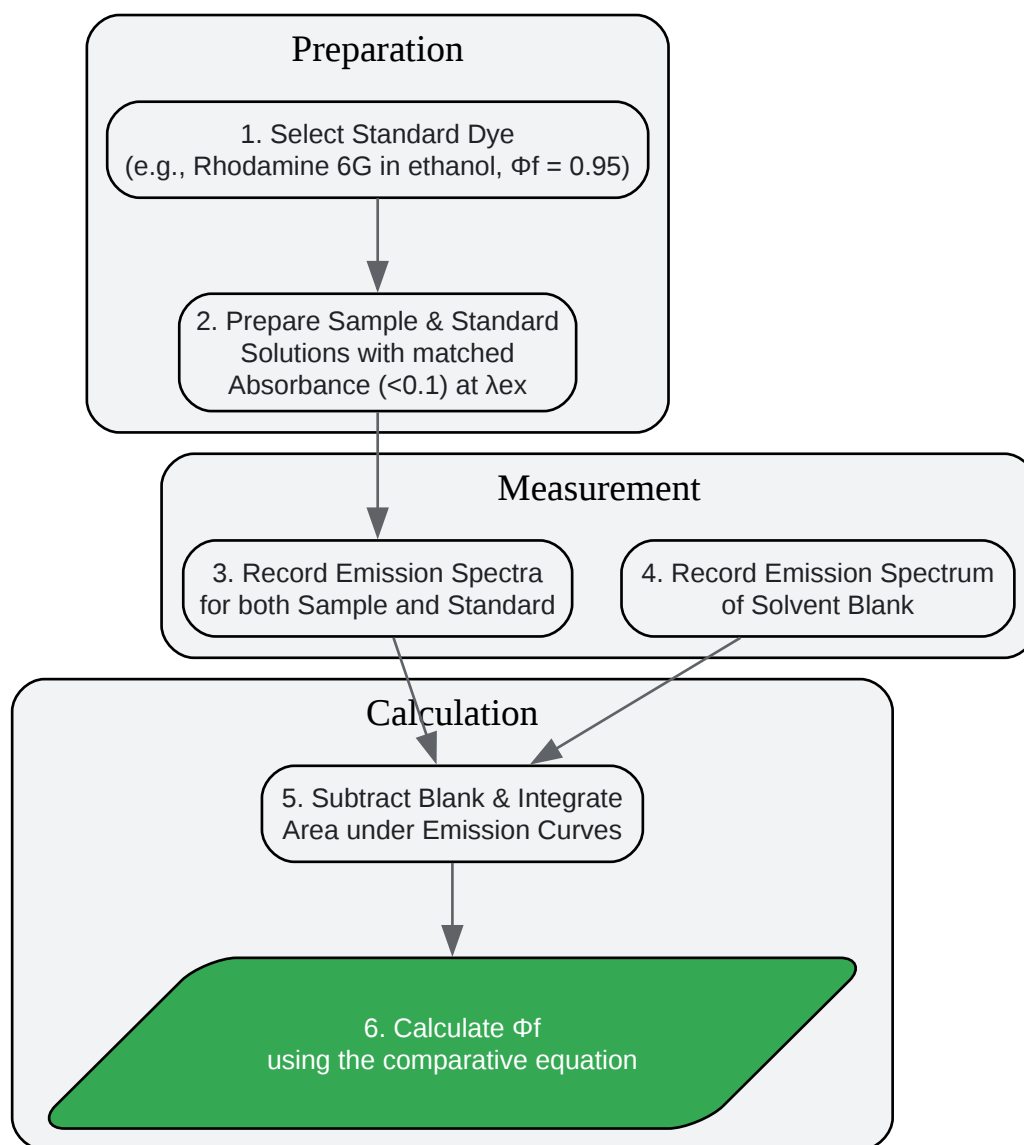 Preparation
1. Select Standard Dye
(e.g., Rhodamine 6G in ethanol, Φf = 0.95)
2. Prepare Sample & Standard
Solutions with matched
Absorbance (<0.1) at λex
Measurement
3. Record Emission Spectra
for both Sample and Standard
4. Record Emission Spectrum
of Solvent Blank
Calculation
5. Subtract Blank & Integrate
Area under Emission Curves
6. Calculate Φf
using the comparative equation